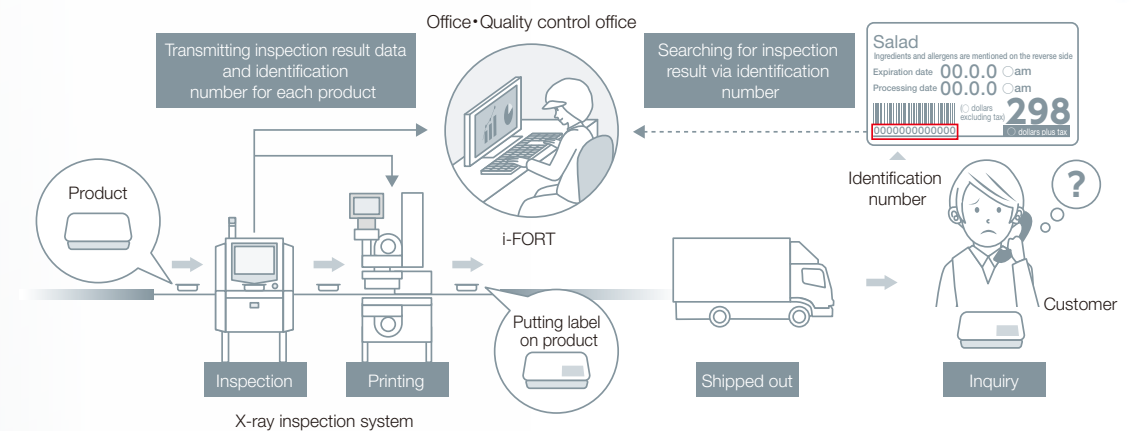 Office•Quality control office
Transmitting inspection result data
and identification
number for each product
Searching for inspection
result via identification
number
Salad
Ingredients and allergens are mentioned on the reverse side
Expiration date 00.0.0 ○am
Processing date 00.0.0 ○am
(○ dollars
excluding tax)
298
○ dollars plus tax
0000000000000
Identification
number
?
Product
i-FORT
Customer
Putting label
on product
Inspection
Printing
Shipped out
Inquiry
X-ray inspection system